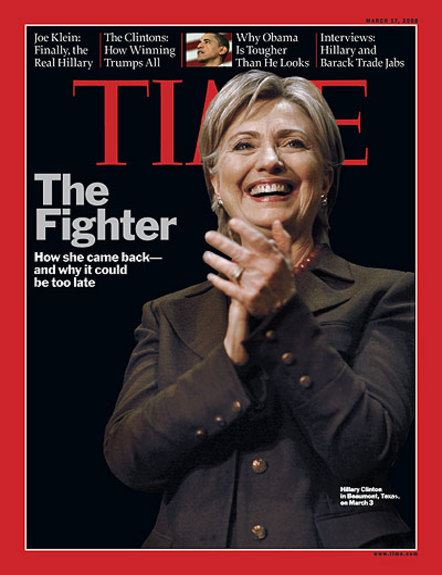 MARCH 17, 2008
Joe Klein:
Finally, the
Real Hillary
The Clintons:
How Winning
Trumps All
Why Obama
Is Tougher
Than He Looks
Interviews:
Hillary and
Barack Trade Jabs
TIME
The
Fighter
How she came back—
and why it could
be too late
Hillary Clinton
in Beaumont, Texas,
on March 3
www.time.com